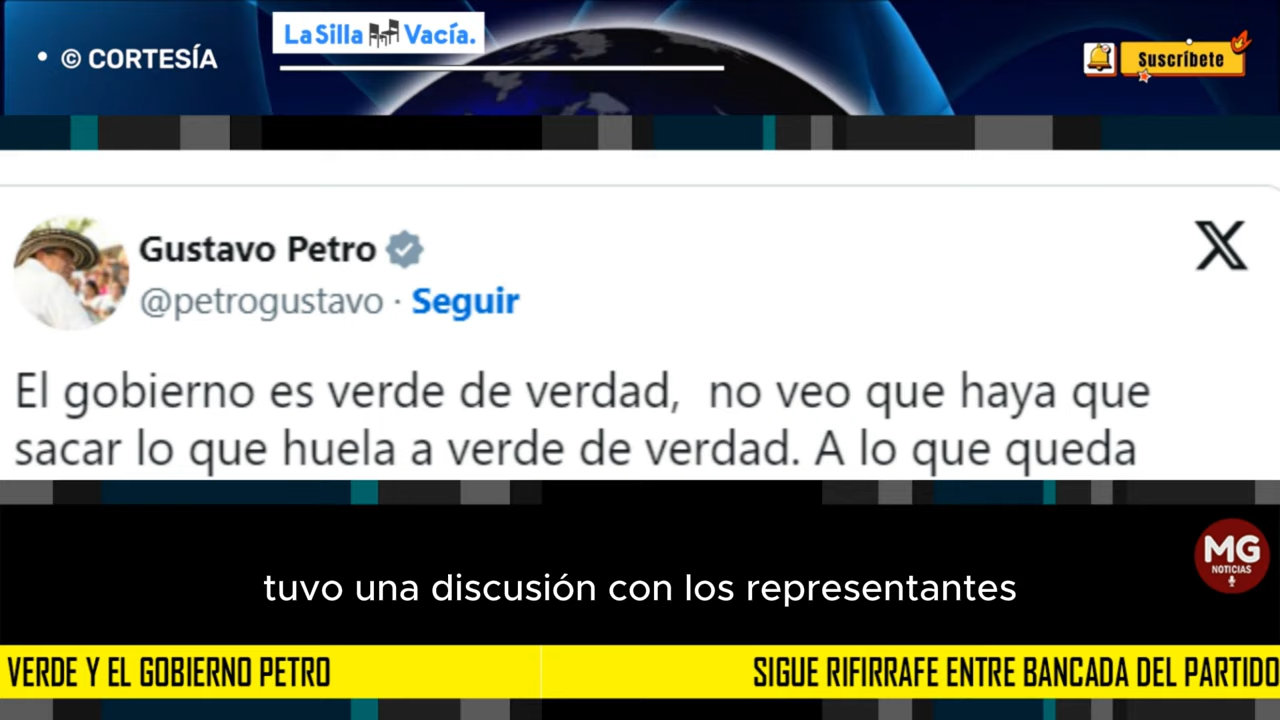 • © CORTESÍA
La Silla Vacía.
Suscríbete
Gustavo Petro
@petrogustavo · Seguir
El gobierno es verde de verdad, no veo que haya que
sacar lo que huela a verde de verdad. A lo que queda
MG
NOTICIAS
tuvo una discusión con los representantes
VERDE Y EL GOBIERNO PETRO
SIGUE RIFIRRAFE ENTRE BANCADA DEL PARTIDO